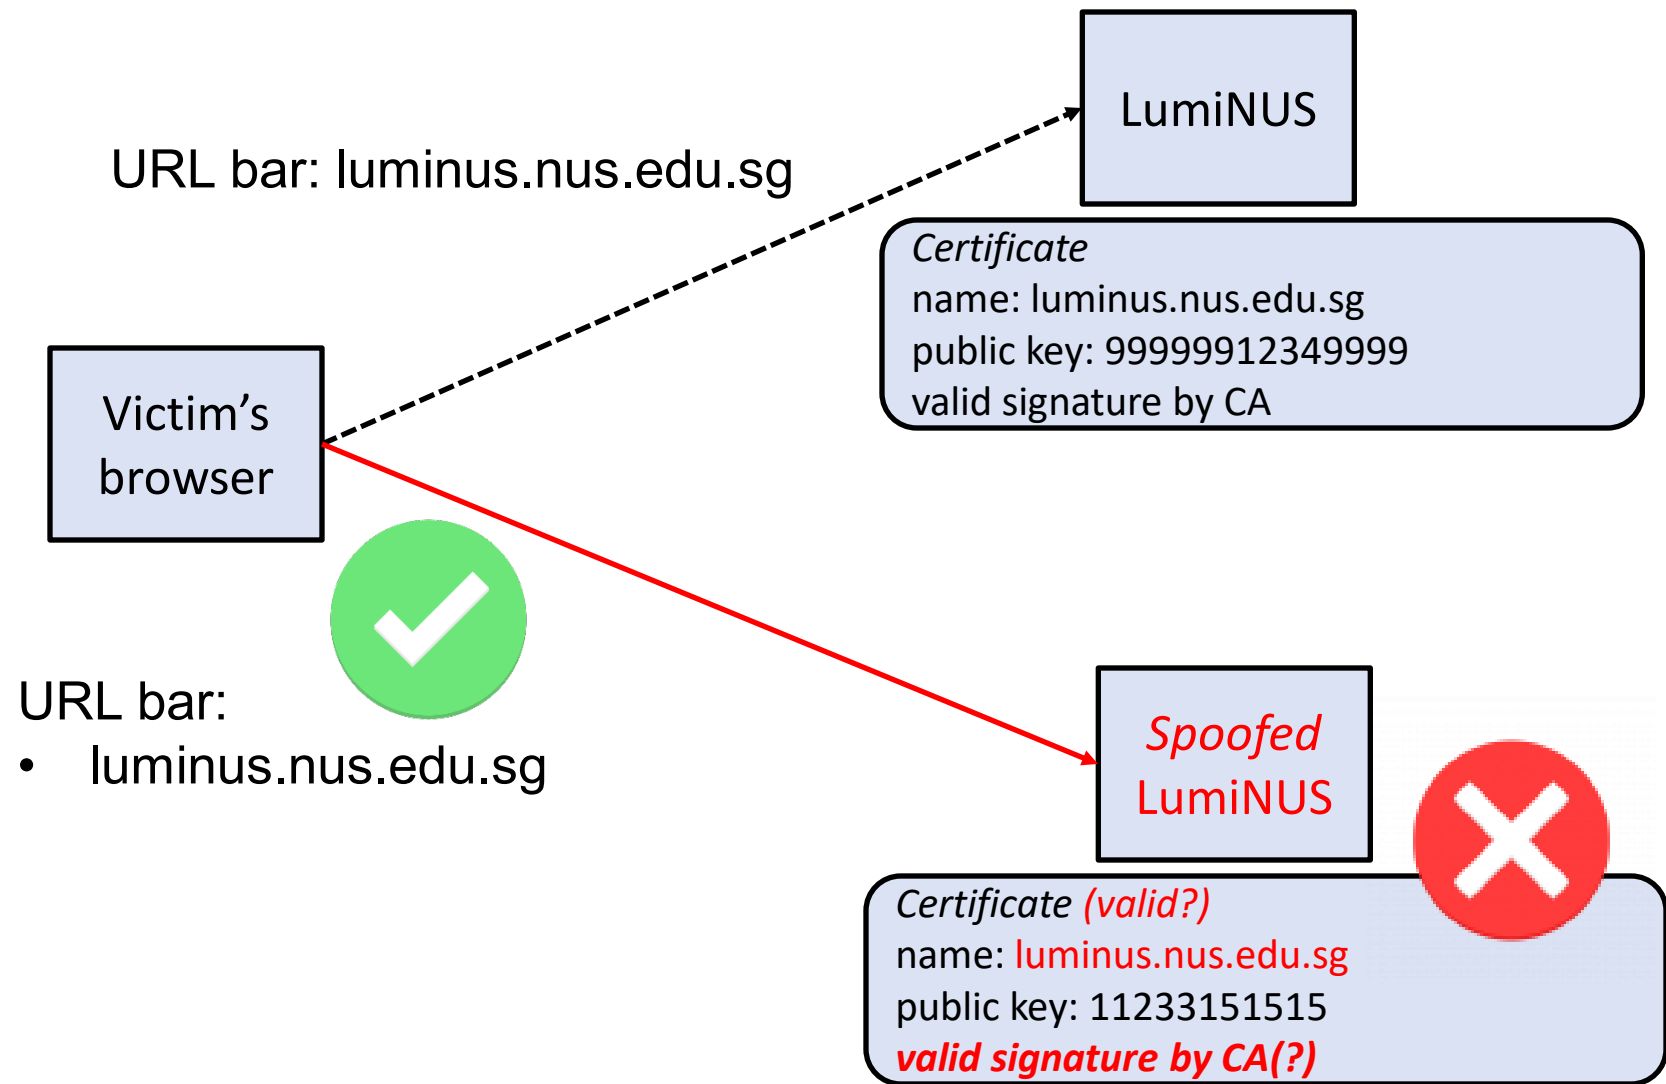 LumiNUS
URL bar: luminus.nus.edu.sg
Certificate
name: luminus.nus.edu.sg
public key: 99999912349999
valid signature by CA
Victim’s
browser
URL bar:
• luminus.nus.edu.sg
Spoofed
LumiNUS
Certificate (valid?)
name: luminus.nus.edu.sg
public key: 11233151515
valid signature by CA(?)